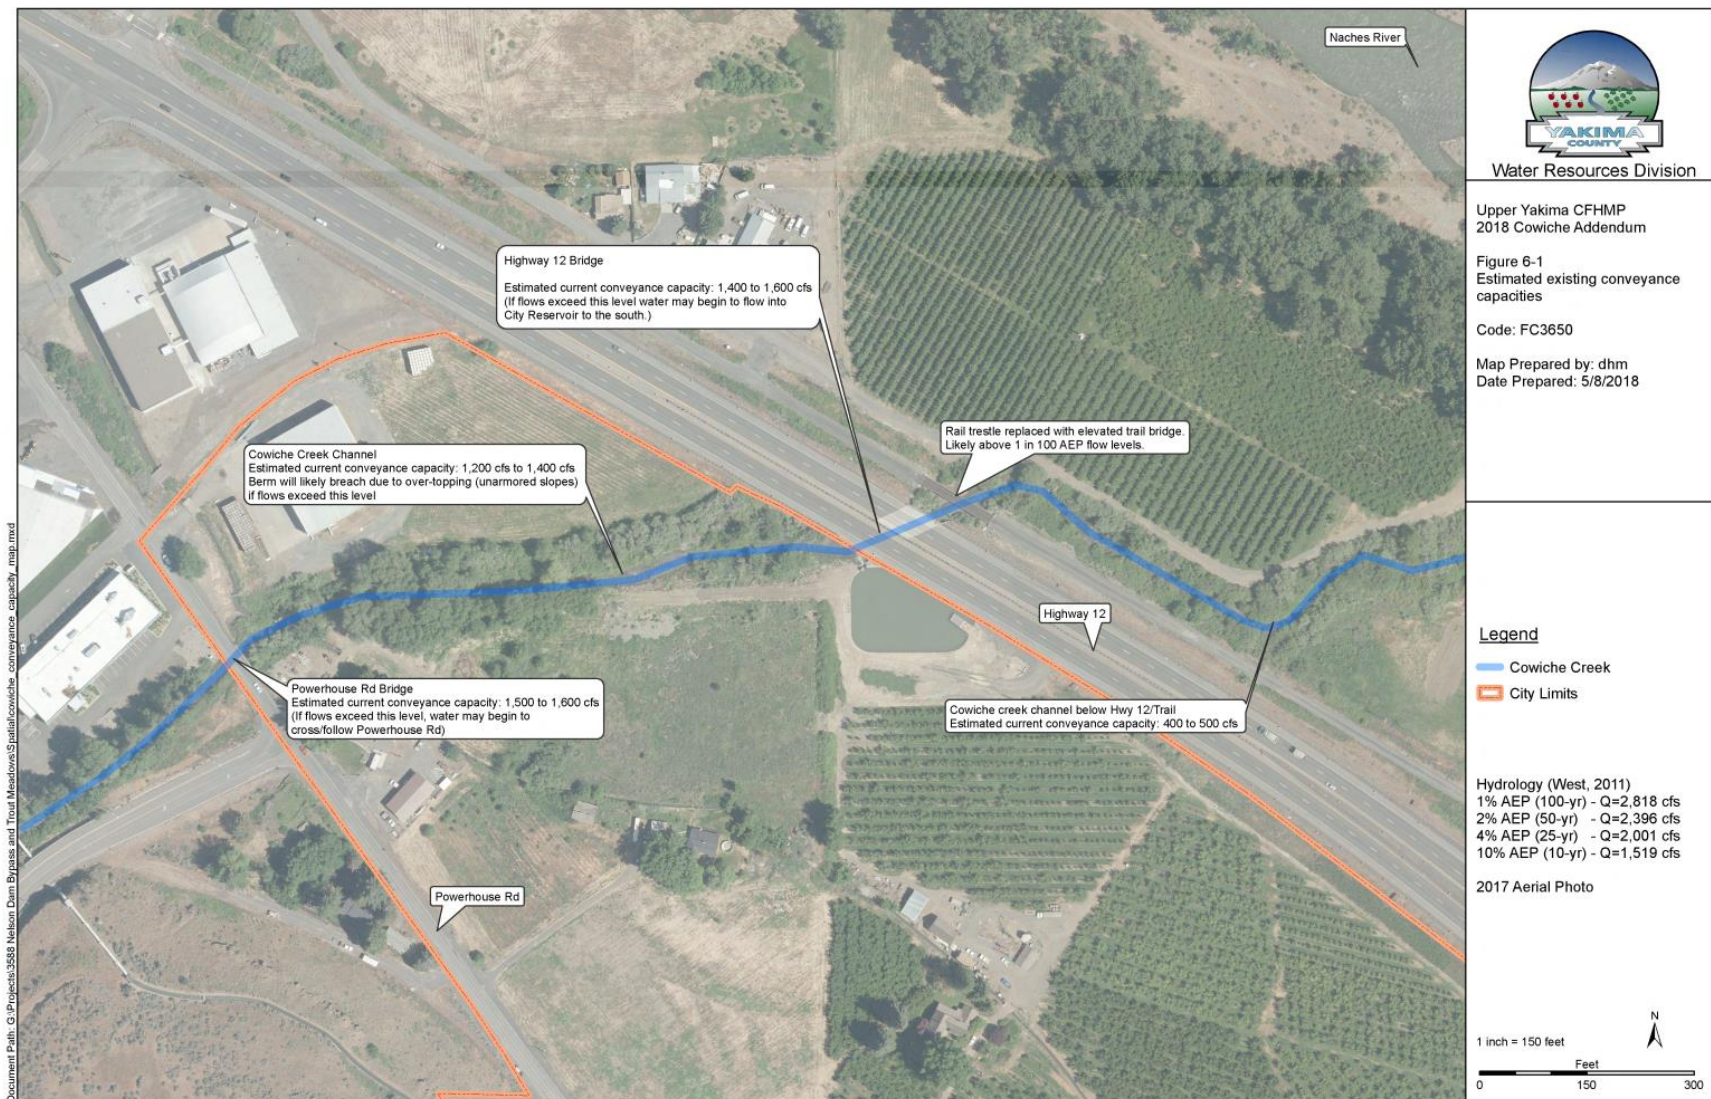 Naches River
Highway 12 Bridge
Estimated current conveyance capacity: 1,400 to 1,600 cfs
(If flows exceed this level water may begin to flow into
City Reservoir to the south.)
Rail trestle replaced with elevated trail bridge.
Likely above 1 in 100 AEP flow levels.
Cowiche Creek Channel
Estimated current conveyance capacity: 1,200 cfs to 1,400 cfs
Berm will likely breach due to over-topping (unarmored slopes)
if flows exceed this level
Highway 12
Powerhouse Rd Bridge
Estimated current conveyance capacity: 1,500 to 1,600 cfs
(If flows exceed this level, water may begin to
cross/follow Powerhouse Rd)
Cowiche creek channel below Hwy 12/Trail
Estimated current conveyance capacity: 400 to 500 cfs
Powerhouse Rd
Document Path: G:\Projects\3588 Nelson Dam Bypass and Trout Meadows\Spatial\cowiche_conveyance_capacity_map.mxd
YAKIMA
COUNTY
Water Resources Division
Upper Yakima CFHMP
2018 Cowiche Addendum
Figure 6-1
Estimated existing conveyance
capacities
Code: FC3650
Map Prepared by: dhm
Date Prepared: 5/8/2018
Legend
Cowiche Creek
City Limits
Hydrology (West, 2011)
1% AEP (100-yr) - Q=2,818 cfs
2% AEP (50-yr) - Q=2,396 cfs
4% AEP (25-yr) - Q=2,001 cfs
10% AEP (10-yr) - Q=1,519 cfs
2017 Aerial Photo
N
1 inch = 150 feet
Feet
0 150 300